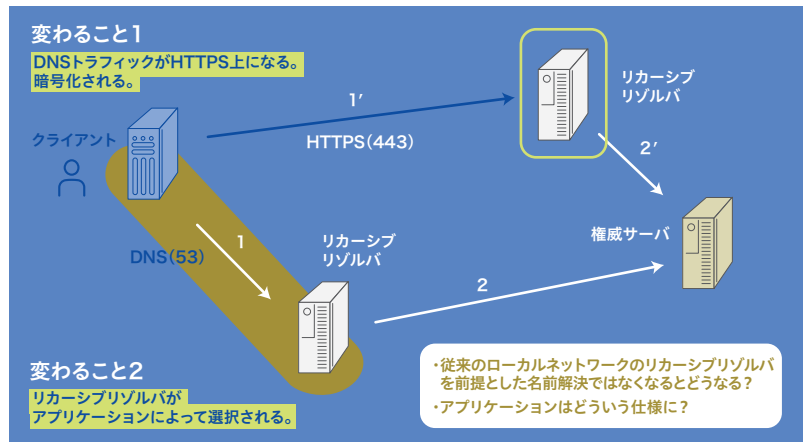 変わること1
DNSトラフィックがHTTPS上になる。
暗号化される。
クライアント
1′
HTTPS(443)
リカーシブ
リゾルバ
2′
権威サーバ
DNS(53)
1
リカーシブ
リゾルバ
2
変わること2
リカーシブリゾルバが
アプリケーションによって選択される。
・従来のローカルネットワークのリカーシブリゾルバ
を前提とした名前解決ではなくなるとどうなる?
・アプリケーションはどういう仕様に?